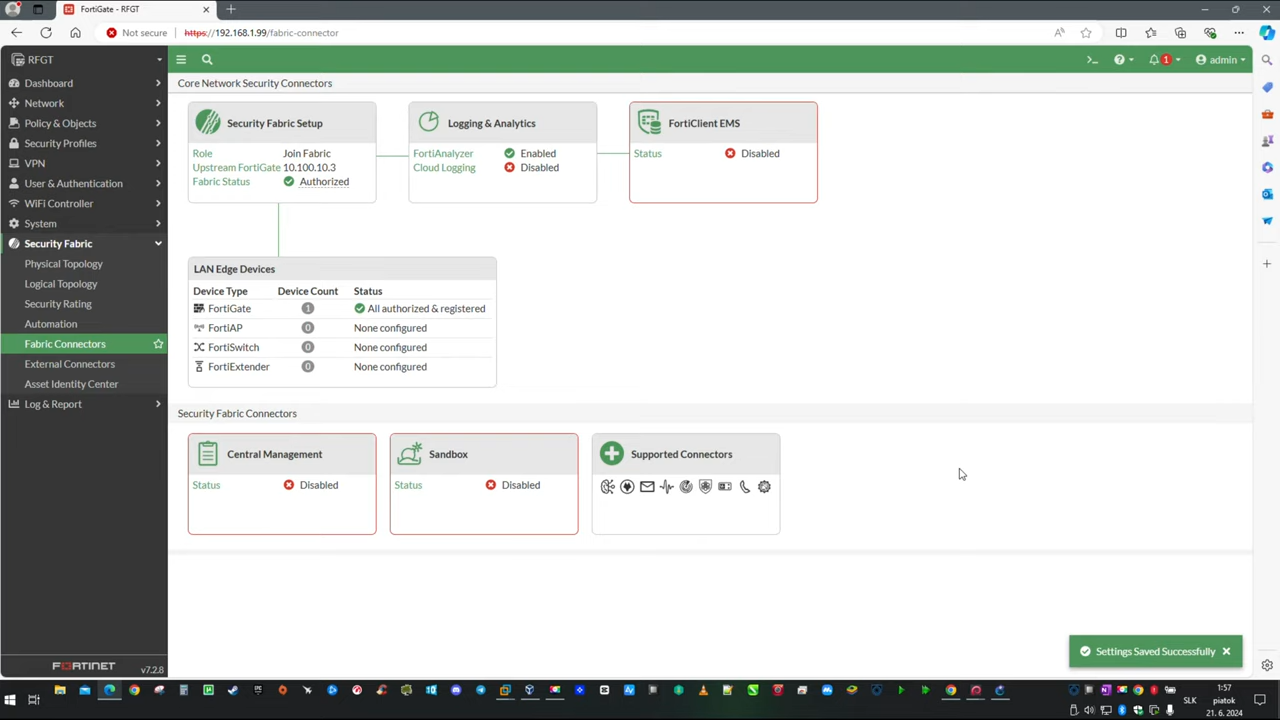 FortiGate - RFGT
Not secure
https://192.168.1.99/fabric-connector
RFGT
1
admin
Dashboard
Network
Policy & Objects
Security Profiles
VPN
User & Authentication
WiFi Controller
System
Security Fabric
Physical Topology
Logical Topology
Security Rating
Automation
Fabric Connectors
External Connectors
Asset Identity Center
Log & Report
FORTINET
v7.2.8
Core Network Security Connectors
Security Fabric Setup
Role Join Fabric
Upstream FortiGate 10.100.10.3
Fabric Status Authorized
Logging & Analytics
FortiAnalyzer Enabled
Cloud Logging Disabled
FortiClient EMS
Status Disabled
LAN Edge Devices
Device Type Device Count Status
FortiGate 1 All authorized & registered
FortiAP 0 None configured
FortiSwitch 0 None configured
FortiExtender 0 None configured
Security Fabric Connectors
Central Management
Status Disabled
Sandbox
Status Disabled
Supported Connectors
Settings Saved Successfully
SLK
1:57
piatok
21. 6. 2024